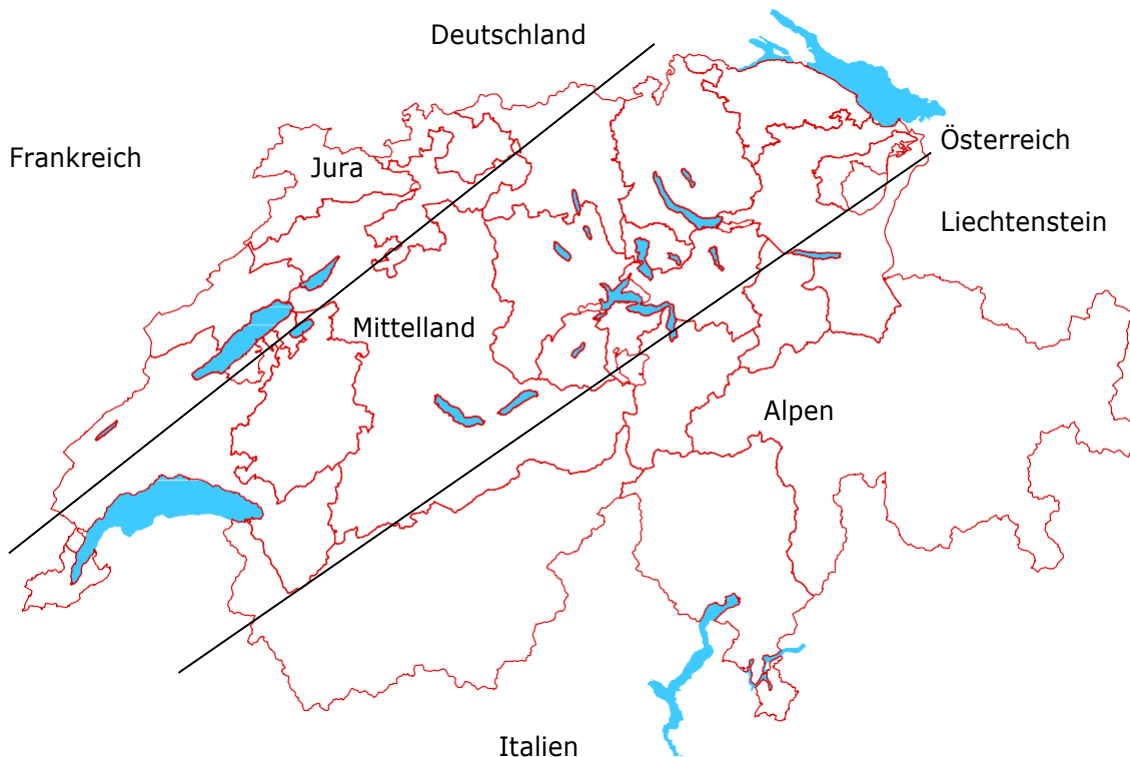 Deutschland
Österreich
Frankreich
Jura
Liechtenstein
Mittelland
Alpen
Italien